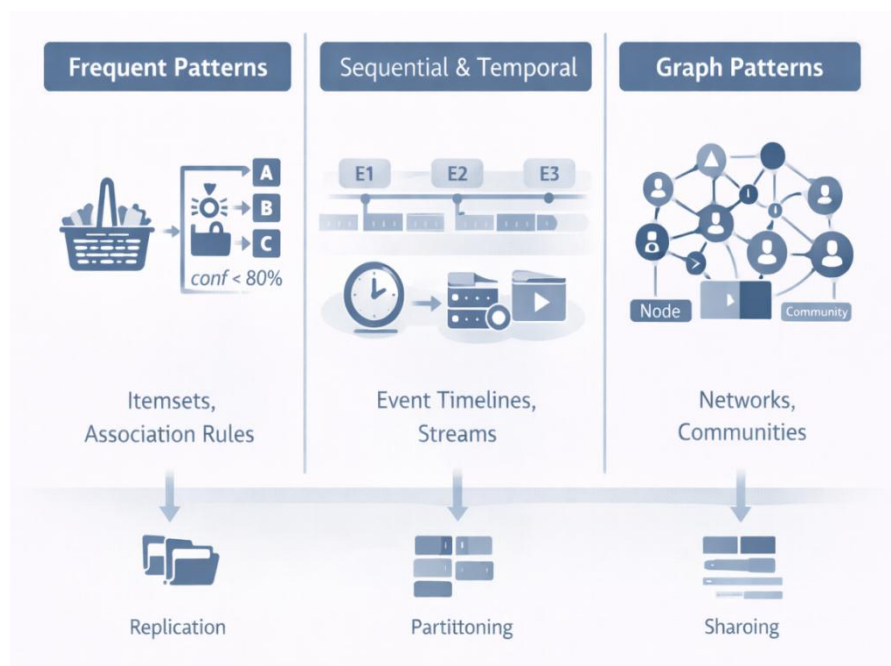 Frequent Patterns
Sequential & Temporal
Graph Patterns
A
B
C
conf < 80%
E1
E2
E3
Node
Community
Itemsets,
Association Rules
Event Timelines,
Streams
Networks,
Communities
Replication
Partittoning
Sharoing